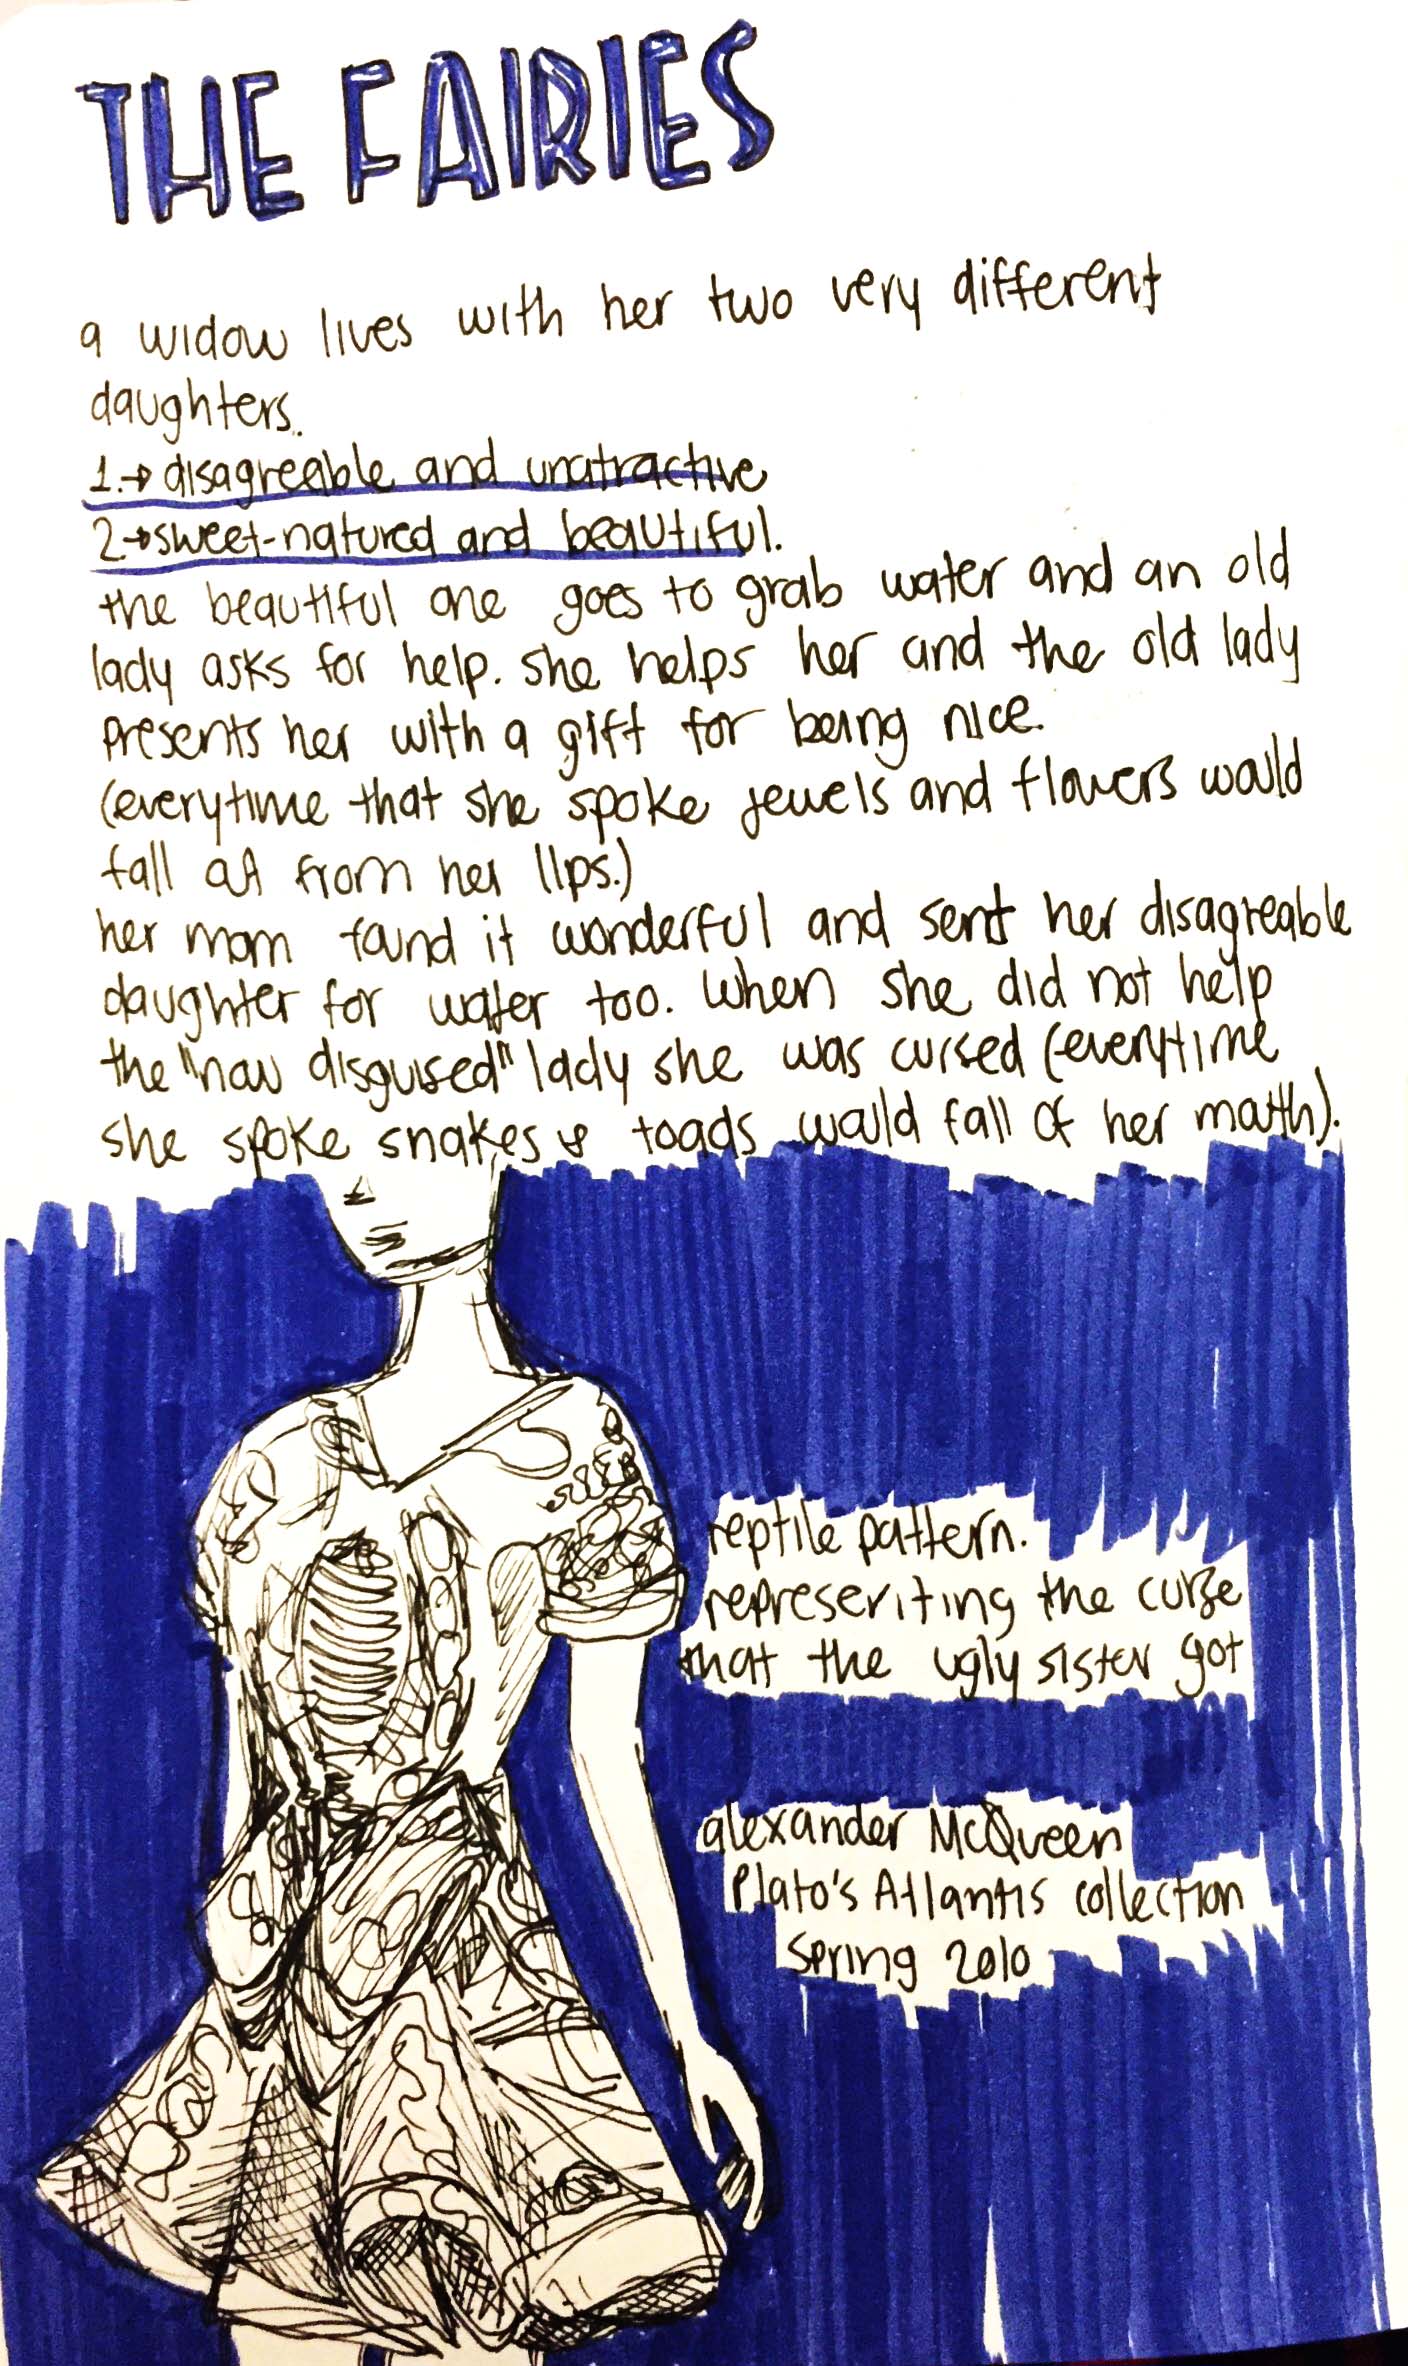 THE FAIRIES
a widow lives with her two very different
daughters.
1.→ disagreable and unatractive
2→sweet-natured and beautiful.
the beautiful one goes to grab water and an old
lady asks for help. she helps her and the old lady
presents her with a gift for being nice.
(everytime that she spoke jewels and flowers would
fall out from her lips.)
her mom found it wonderful and sent her disagreable
daughter for water too. When she did not help
the "now disguised" lady she was cursed (everytime
she spoke snakes & toads would fall of her mouth).
reptile pattern.
representing the curse
that the ugly sister got
alexander McQueen
Plato's Atlantis collection
spring 2010